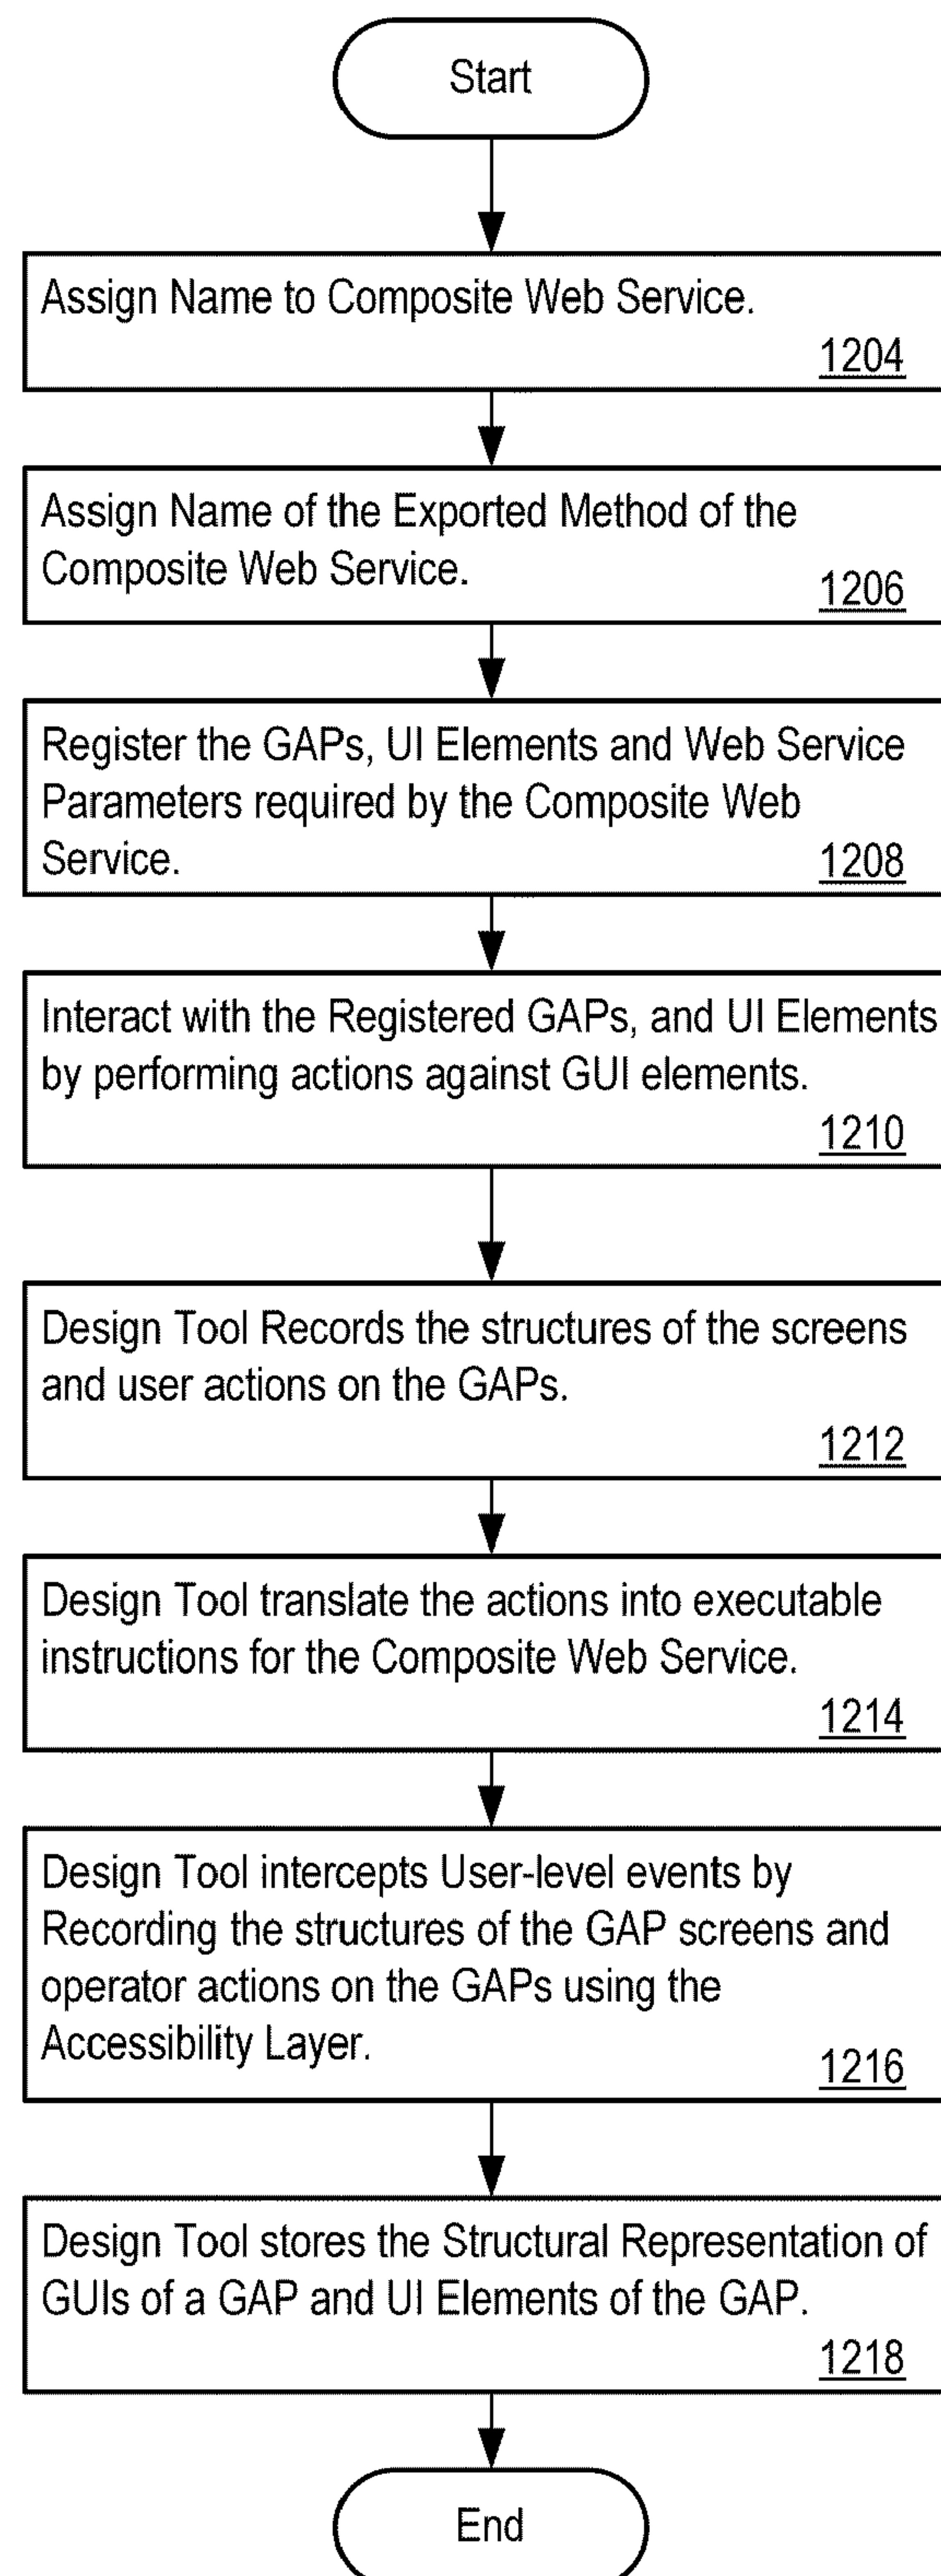 Start
Assign Name to Composite Web Service.
1204
Assign Name of the Exported Method of the
Composite Web Service.
1206
Register the GAPs, UI Elements and Web Service
Parameters required by the Composite Web
Service.
1208
Interact with the Registered GAPs, and UI Elements
by performing actions against GUI elements.
1210
Design Tool Records the structures of the screens
and user actions on the GAPs.
1212
Design Tool translate the actions into executable
instructions for the Composite Web Service.
1214
Design Tool intercepts User-level events by
Recording the structures of the GAP screens and
operator actions on the GAPs using the
Accessibility Layer.
1216
Design Tool stores the Structural Representation of
GUIs of a GAP and UI Elements of the GAP.
1218
End